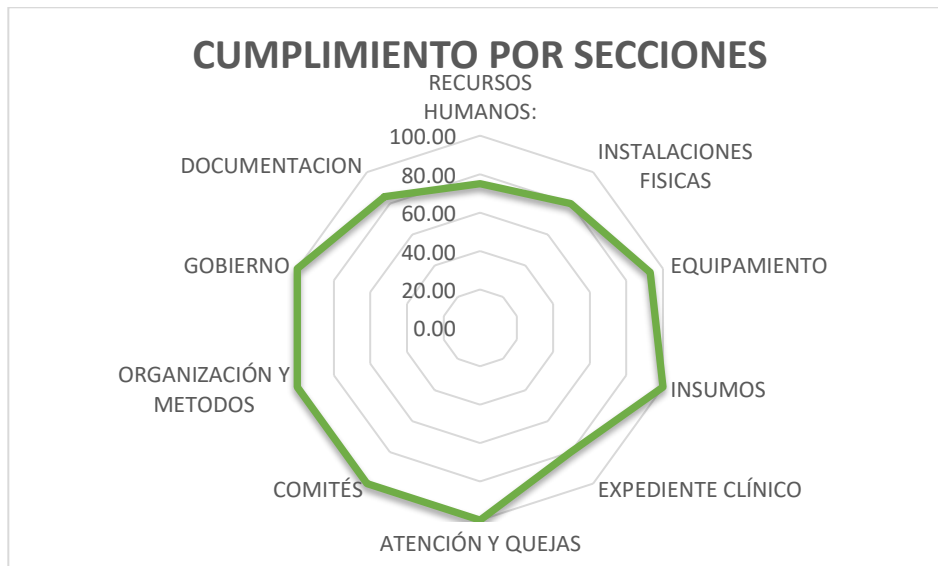 CUMPLIMIENTO POR SECCIONES
RECURSOS
HUMANOS:
INSTALACIONES
FISICAS
EQUIPAMIENTO
INSUMOS
EXPEDIENTE CLÍNICO
ATENCIÓN Y QUEJAS
COMITÉS
ORGANIZACIÓN Y
METODOS
GOBIERNO
DOCUMENTACION
100.00
80.00
60.00
40.00
20.00
0.00